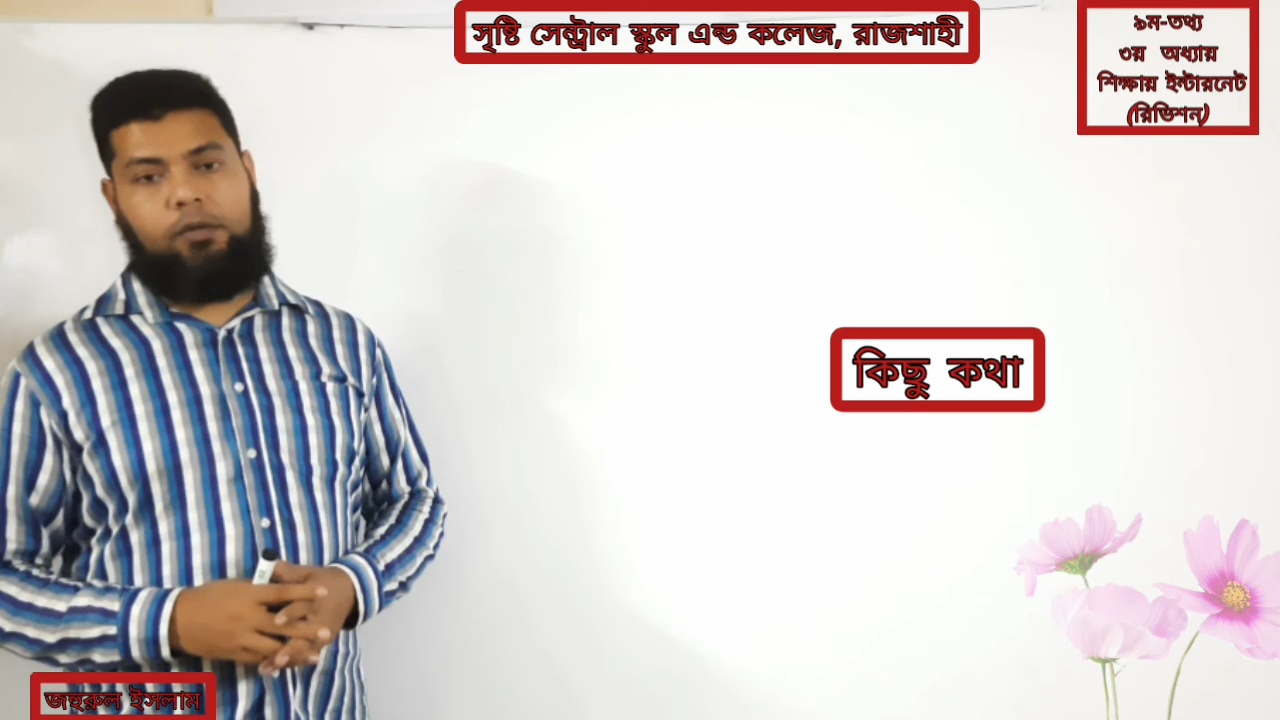 সৃষ্টি সেন্ট্রাল স্কুল এন্ড কলেজ, রাজশাহী
৯ম-তথ্য
৩য় অধ্যায়
শিক্ষায় ইন্টারনেট
(রিভিশন)
কিছু কথা
জহুরুল ইসলাম